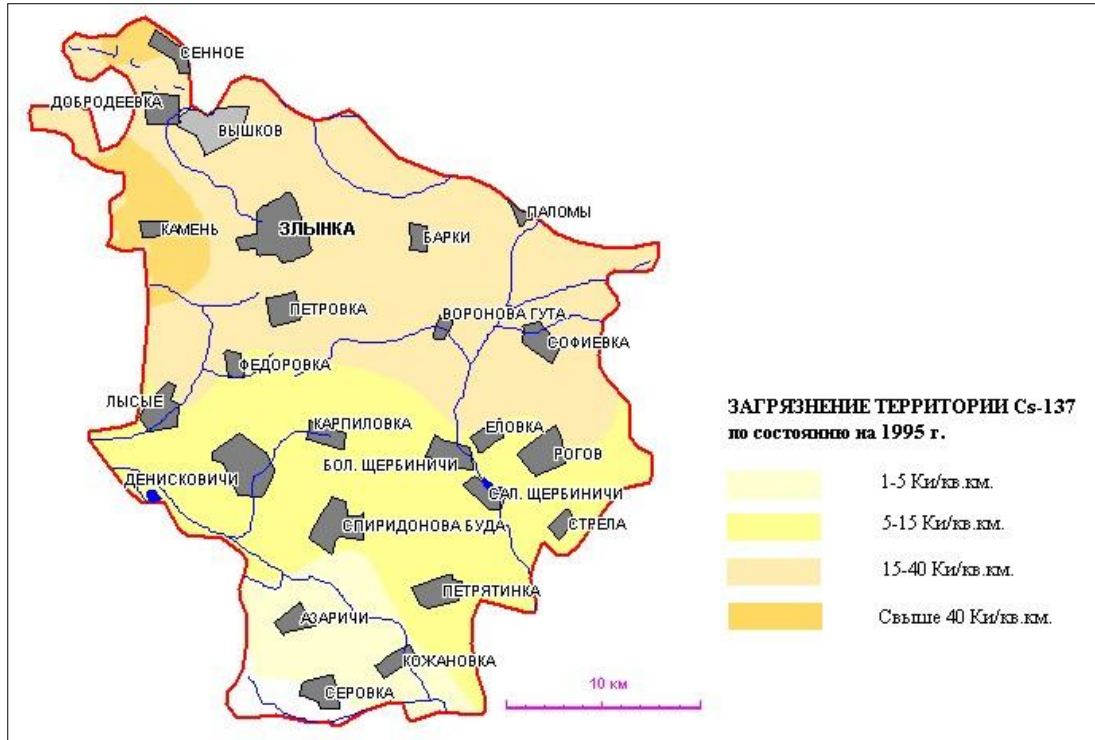 СЕННОЕ
ДОБРОДЕЕВКА
ВЫШКОВ
ПАЛОМЫ
КАМЕНЬ
ЗЛЫНКА
БАРКИ
ПЕТРОВКА
ВОРОНОВА ГУТА
СОФИЕВКА
ФЕДОРОВКА
ЛЫСЫЕ
КАРПИЛОВКА
ЕЛОВКА
РОГОВ
БОЛ. ЩЕРБИНИЧИ
ДЕНИСКОВИЧИ
САЛ. ЩЕРБИНИЧИ
СПИРИДОНОВА БУДА
СТРЕЛА
ПЕТРЯТИНКА
АЗАРИЧИ
КОЖАНОВКА
СЕРОВКА
10 км
ЗАГРЯЗНЕНИЕ ТЕРРИТОРИИ Cs-137
по состоянию на 1995 г.
1-5 Ки/кв.км.
5-15 Ки/кв.км.
15-40 Ки/кв.км.
Свыше 40 Ки/кв.км.